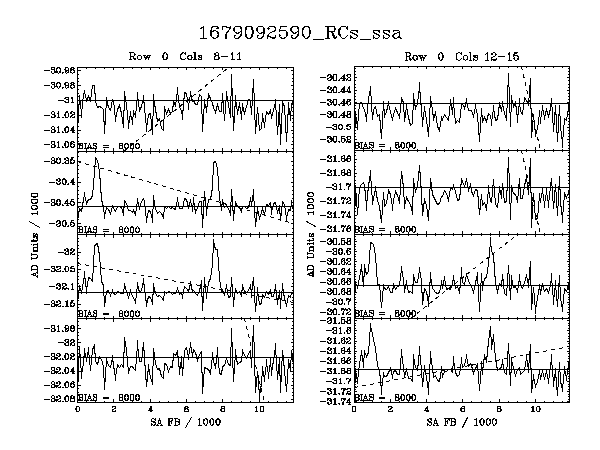 1679092590_RCs_ssa
Row 0 Cols 8-11
Row 0 Cols 12-15
-30.98
-31
-31.02
-31.04
-31.06
BIAS = 8000
-30.35
-30.4
-30.45
-30.5
BIAS = 8000
-32
-32.05
-32.1
-32.15
BIAS = 8000
-31.98
-32
-32.02
-32.04
-32.06
-32.08
BIAS = 8000
0 2 4 6 8 10
SA FB / 1000
AD Units / 1000
-30.42
-30.44
-30.46
-30.48
-30.5
-30.52
BIAS = 8000
-31.66
-31.68
-31.7
-31.72
-31.74
-31.76
BIAS = 8000
-30.58
-30.6
-30.62
-30.64
-30.66
-30.68
-30.7
-30.72
BIAS = 8000
-31.58
-31.6
-31.62
-31.64
-31.66
-31.68
-31.7
-31.72
-31.74
BIAS = 8000
0 2 4 6 8 10
SA FB / 1000
AD Units / 1000